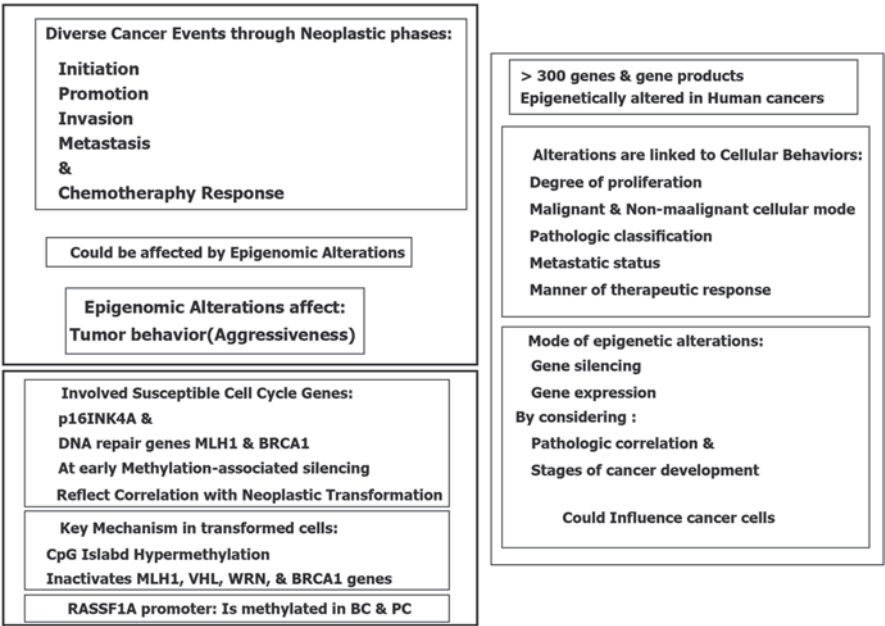 Diverse Cancer Events through Neoplastic phases:
Initiation
Promotion
Invasion
Metastasis
&
Chemotheraphy Response
Could be affected by Epigenomic Alterations
Epigenomic Alterations affect:
Tumor behavior(Aggressiveness)
Involved Susceptible Cell Cycle Genes:
p16INK4A &
DNA repair genes MLH1 & BRCA1
At early Methylation-associated silencing
Reflect Correlation with Neoplastic Transformation
Key Mechanism in transformed cells:
CpG Islabd Hypermethylation
Inactivates MLH1, VHL, WRN, & BRCA1 genes
RASSF1A promoter: Is methylated in BC & PC
> 300 genes & gene products
Epigenetically altered in Human cancers
Alterations are linked to Cellular Behaviors:
Degree of proliferation
Malignant & Non-maalignant cellular mode
Pathologic classification
Metastatic status
Manner of therapeutic response
Mode of epigenetic alterations:
Gene silencing
Gene expression
By considering :
Pathologic correlation &
Stages of cancer development
Could Influence cancer cells